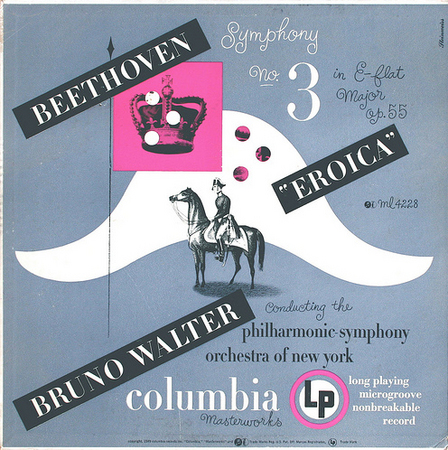 Steinweiss
BEETHOVEN
Symphony
no. 3
in E-flat
Major
op. 55
"EROICA"
ml 4228
BRUNO WALTER
Conducting the
philharmonic-symphony
orchestra of new york
columbia
Masterworks
Lp
long playing
microgroove
nonbreakable
record